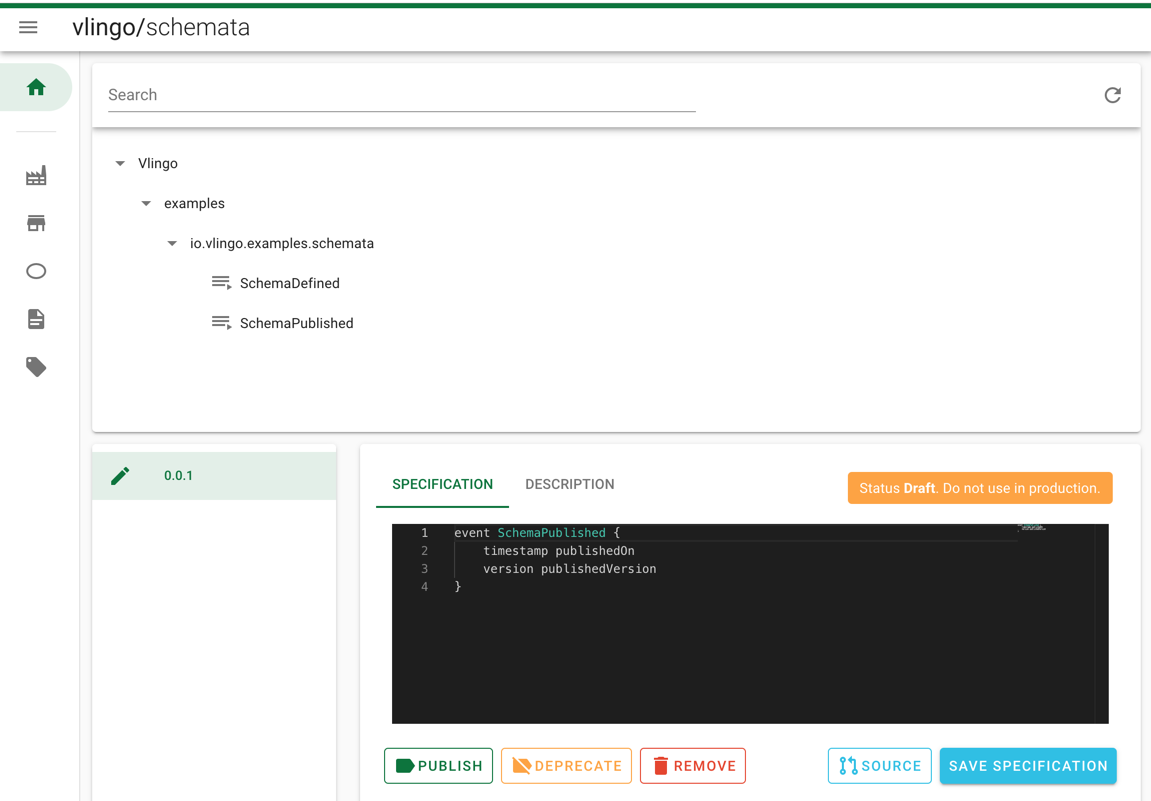 vlingo/schemata
Search
Vlingo
examples
io.vlingo.examples.schemata
SchemaDefined
SchemaPublished
0.0.1
SPECIFICATION DESCRIPTION
Status Draft. Do not use in production.
1 event SchemaPublished {
2 timestamp publishedOn
3 version publishedVersion
4 }
PUBLISH DEPRECATE REMOVE SOURCE SAVE SPECIFICATION